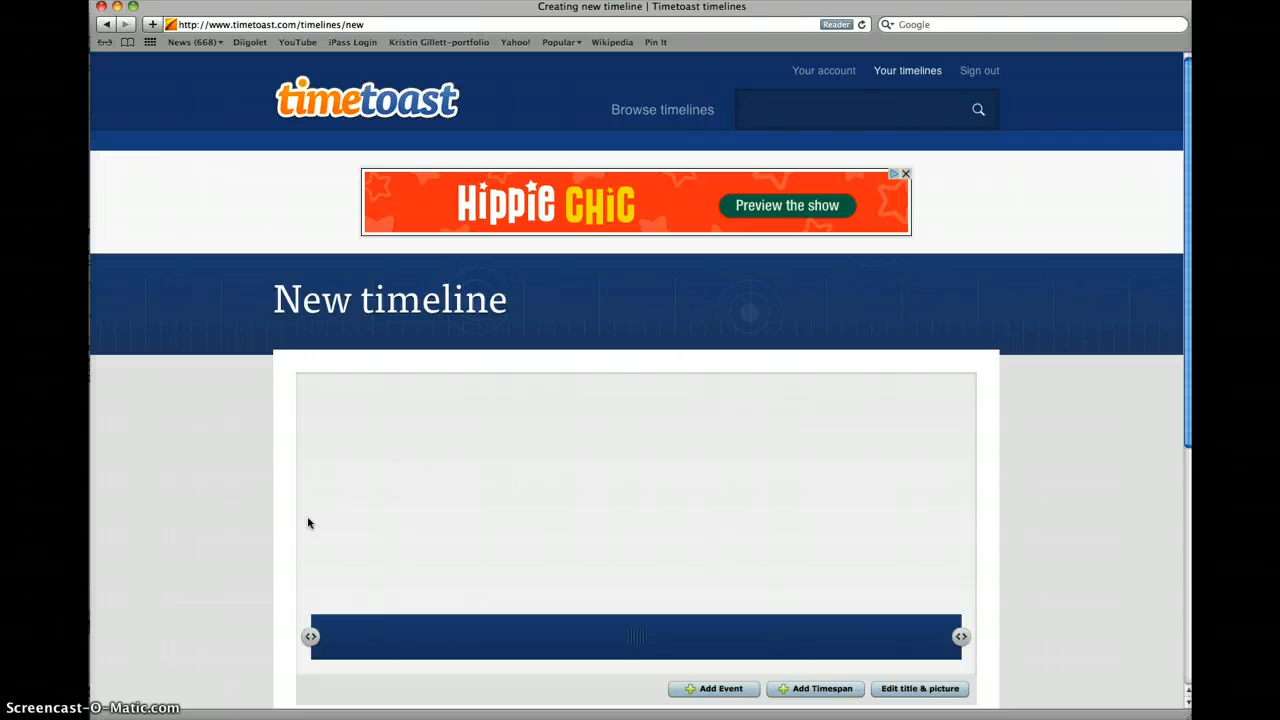 Creating new timeline | Timetoast timelines
http://www.timetoast.com/timelines/new
Reader
Google
News (668)
Diigolet
YouTube
iPass Login
Kristin Gillett-portfolio
Yahoo!
Popular
Wikipedia
Pin It
Your account
Your timelines
Sign out
timetoast
Browse timelines
Hippie CHiC
Preview the show
New timeline
Add Event
Add Timespan
Edit title & picture
Screencast-O-Matic.com